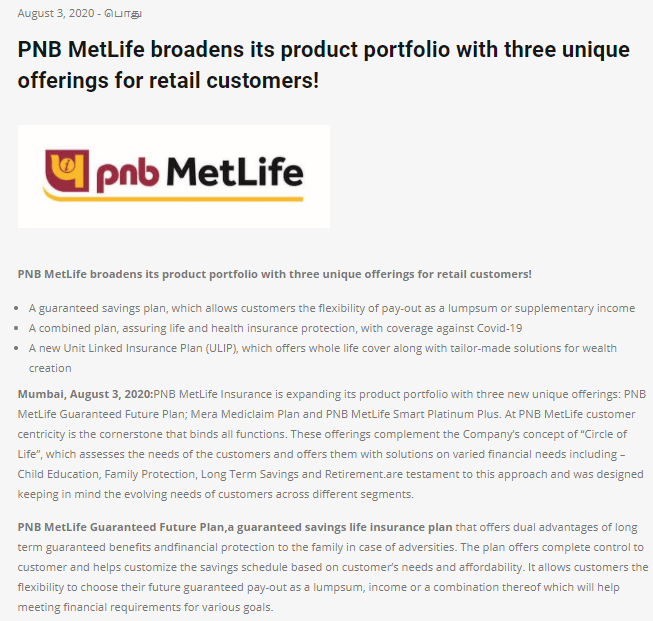 August 3, 2020 - பொது
PNB MetLife broadens its product portfolio with three unique
offerings for retail customers!
pnb MetLife
PNB MetLife broadens its product portfolio with three unique offerings for retail customers!
• A guaranteed savings plan, which allows customers the flexibility of pay-out as a lumpsum or supplementary income
• A combined plan, assuring life and health insurance protection, with coverage against Covid-19
• A new Unit Linked Insurance Plan (ULIP), which offers whole life cover along with tailor-made solutions for wealth
creation
Mumbai, August 3, 2020:PNB MetLife Insurance is expanding its product portfolio with three new unique offerings: PNB
MetLife Guaranteed Future Plan; Mera Mediclaim Plan and PNB MetLife Smart Platinum Plus. At PNB MetLife customer
centricity is the cornerstone that binds all functions. These offerings complement the Company's concept of “Circle of
Life”, which assesses the needs of the customers and offers them with solutions on varied financial needs including –
Child Education, Family Protection, Long Term Savings and Retirement.are testament to this approach and was designed
keeping in mind the evolving needs of customers across different segments.
PNB MetLife Guaranteed Future Plan,a guaranteed savings life insurance plan that offers dual advantages of long
term guaranteed benefits andfinancial protection to the family in case of adversities. The plan offers complete control to
customer and helps customize the savings schedule based on customer's needs and affordability. It allows customers the
flexibility to choose their future guaranteed pay-out as a lumpsum, income or a combination thereof which will help
meeting financial requirements for various goals.